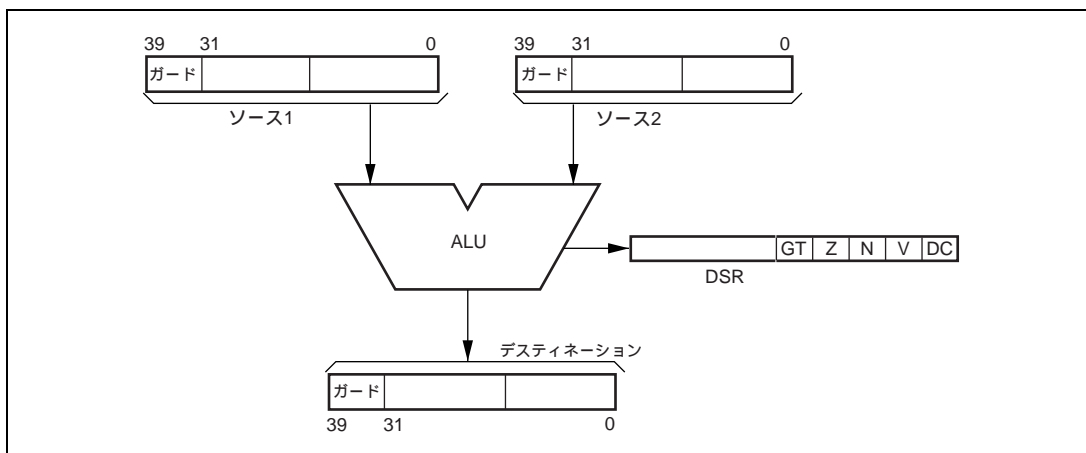 39 31 0 39 31 0
ガード ガード
ソース1 ソース2
ALU
GT Z N V DC
DSR
デスティネーション
ガード
39 31 0